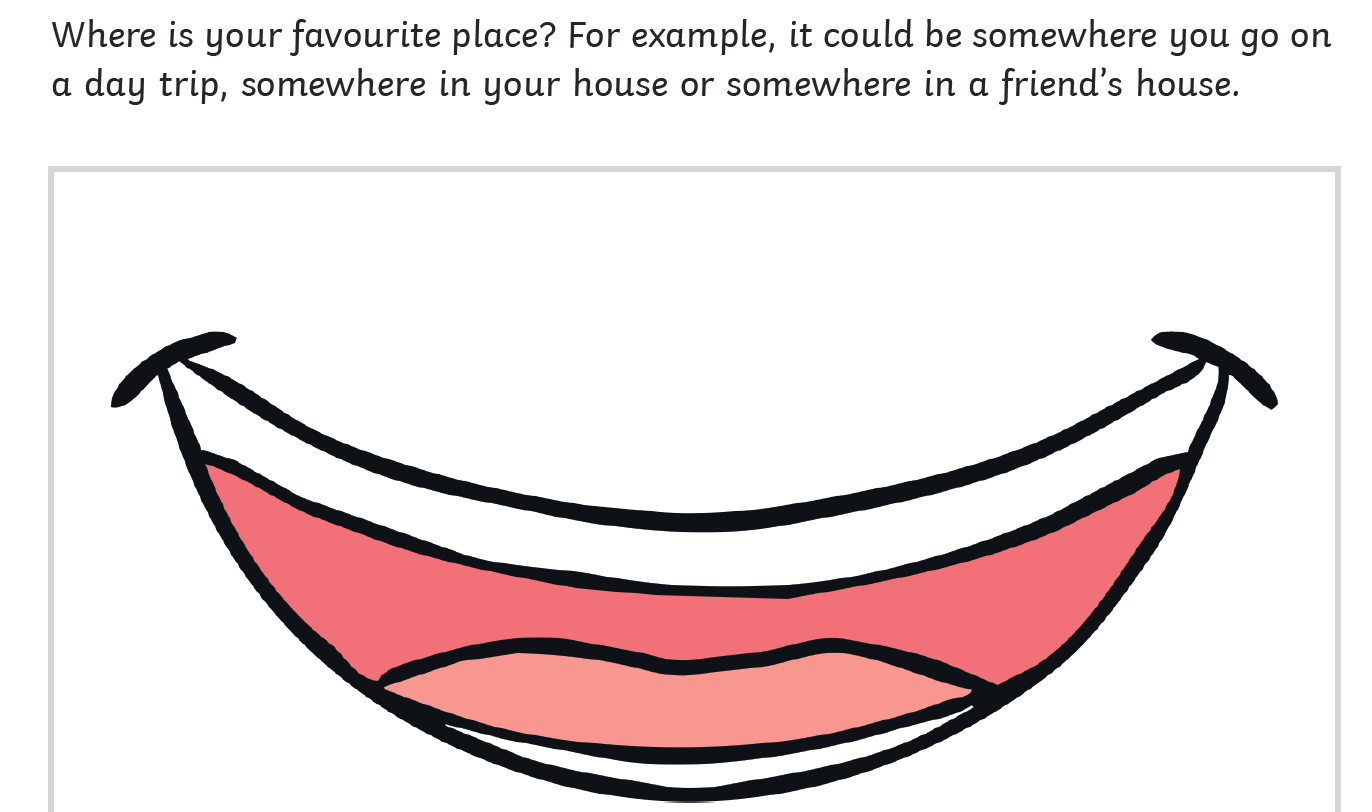 Where is your favourite place? For example, it could be somewhere you go on
a day trip, somewhere in your house or somewhere in a friend’s house.